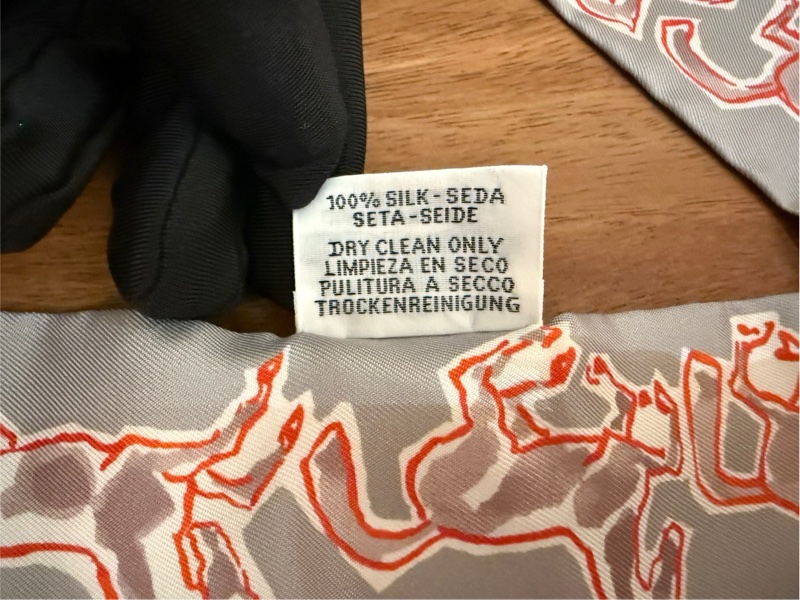 100% SILK-SEDA
SETA-SEIDE
DRY CLEAN ONLY
LIMPIEZA EN SECO
PULITURA A SECCO
TROCKENREINIGUNG